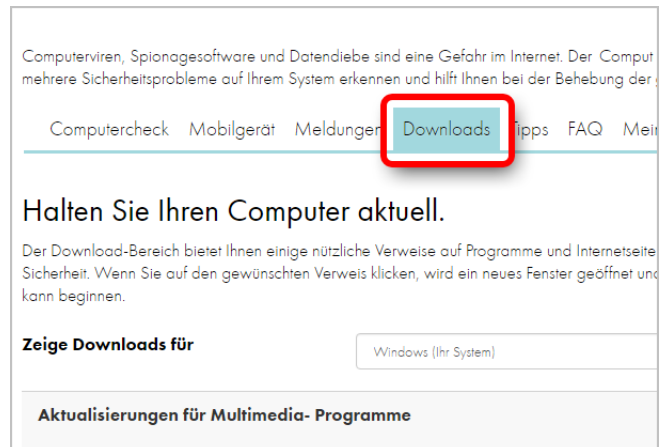 Computerviren, Spionagesoftware und Datendiebe sind eine Gefahr im Internet. Der Comput
mehrere Sicherheitsprobleme auf Ihrem System erkennen und hilft Ihnen bei der Behebung der
Computercheck Mobilgerät Meldungen Downloads Tipps FAQ Mein
Halten Sie Ihren Computer aktuell.
Der Download-Bereich bietet Ihnen einige nützliche Verweise auf Programme und Internetseite
Sicherheit. Wenn Sie auf den gewünschten Verweis klicken, wird ein neues Fenster geöffnet und
kann beginnen.
Zeige Downloads für
Windows (Ihr System)
Aktualisierungen für Multimedia- Programme